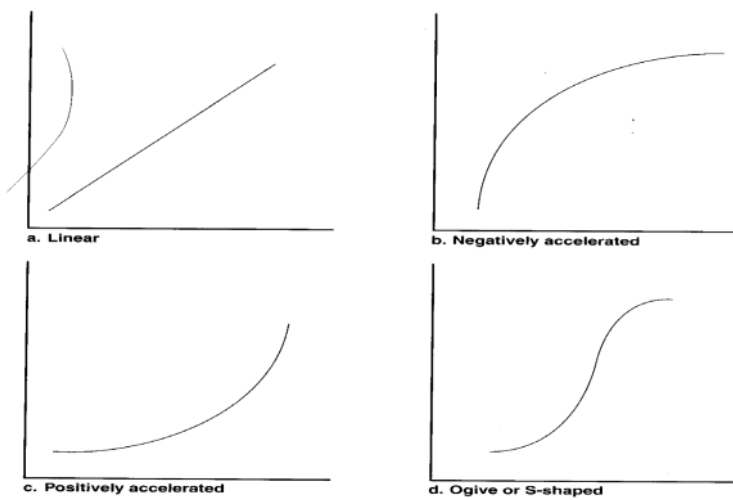 a. Linear
b. Negatively accelerated
c. Positively accelerated
d. Ogive or S-shaped